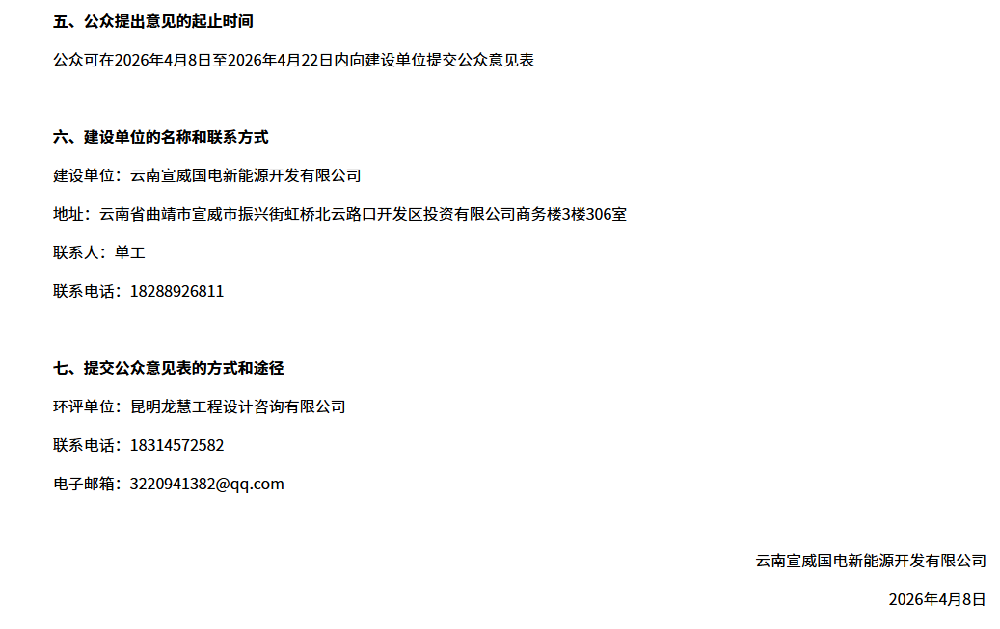 五、公众提出意见的起止时间
公众可在2026年4月8日至2026年4月22日内向建设单位提交公众意见表
六、建设单位的名称和联系方式
建设单位：云南宣威国电新能源开发有限公司
地址：云南省曲靖市宣威市振兴街虹桥北云路口开发区投资有限公司商务楼3楼306室
联系人：单工
联系电话：18288926811
七、提交公众意见表的方式和途径
环评单位：昆明龙慧工程设计咨询有限公司
联系电话：18314572582
电子邮箱：3220941382@qq.com
云南宣威国电新能源开发有限公司
2026年4月8日